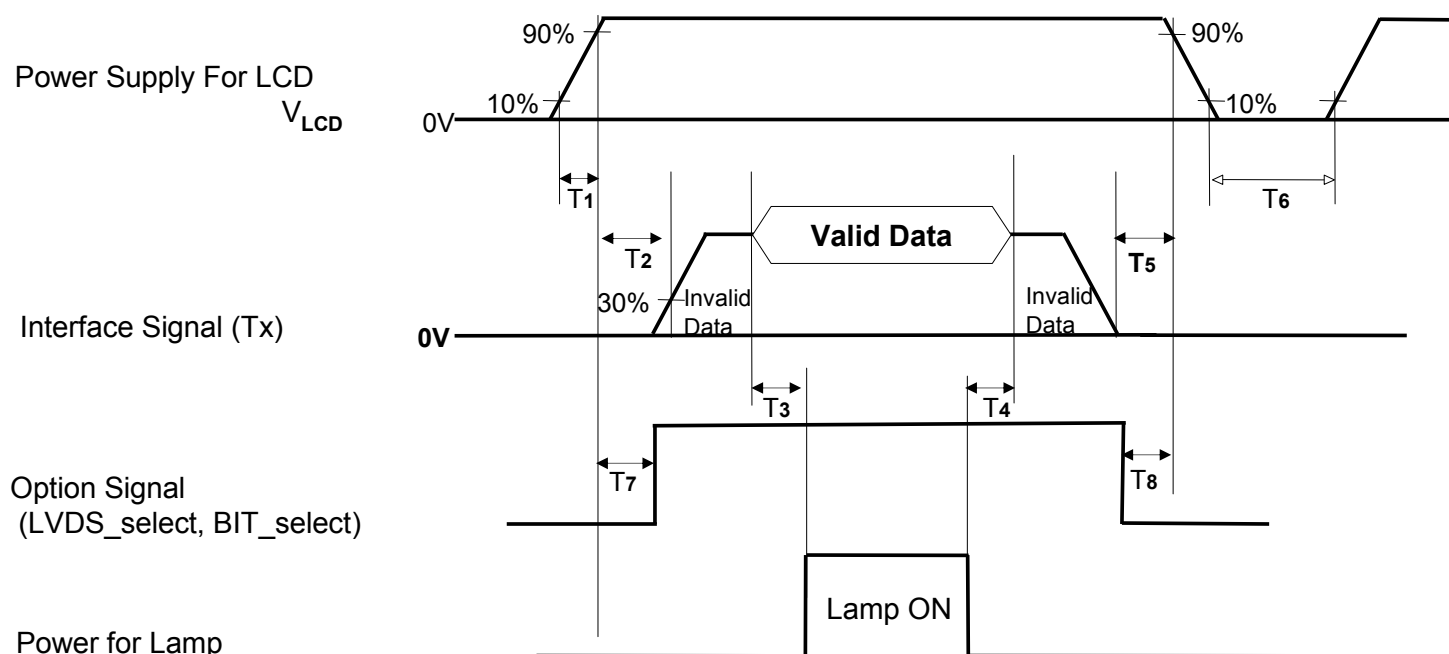 90%
90%
Power Supply For LCD
10%
10%
VLCD
0V
T1
T6
Valid Data
T2
T5
30%
Invalid
Data
Invalid
Data
Interface Signal (Tx)
0V
T3
T4
T7
T8
Option Signal
(LVDS_select, BIT_select)
Lamp ON
Power for Lamp